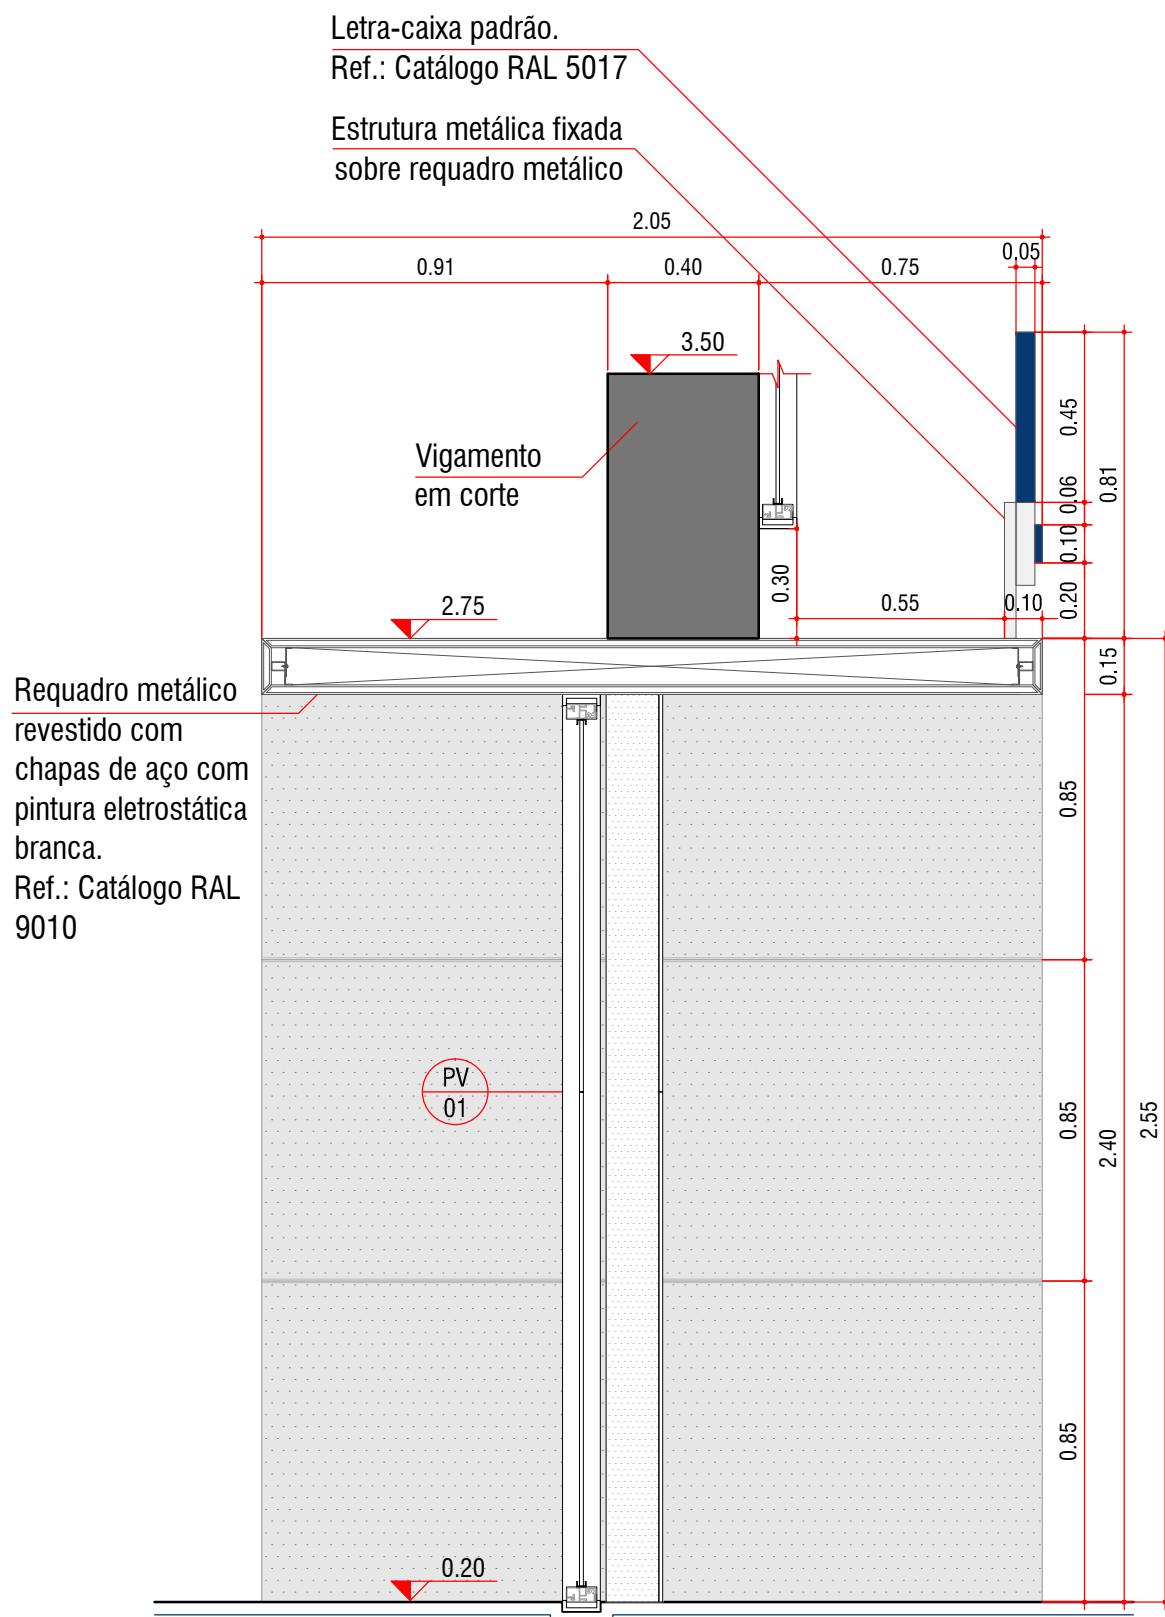 Letra-caixa padrão.
Ref.: Catálogo RAL 5017
Estrutura metálica fixada
sobre requadro metálico
2.05
0.91
0.40
0.75
0.05
3.50
Vigamento
em corte
0.45
0.06
0.81
0.10
0.30
0.55
0.10
0.20
2.75
0.15
Requadro metálico
revestido com
chapas de aço com
pintura eletrostática
branca.
Ref.: Catálogo RAL
9010
0.85
PV
01
0.85
2.40
2.55
0.85
0.20